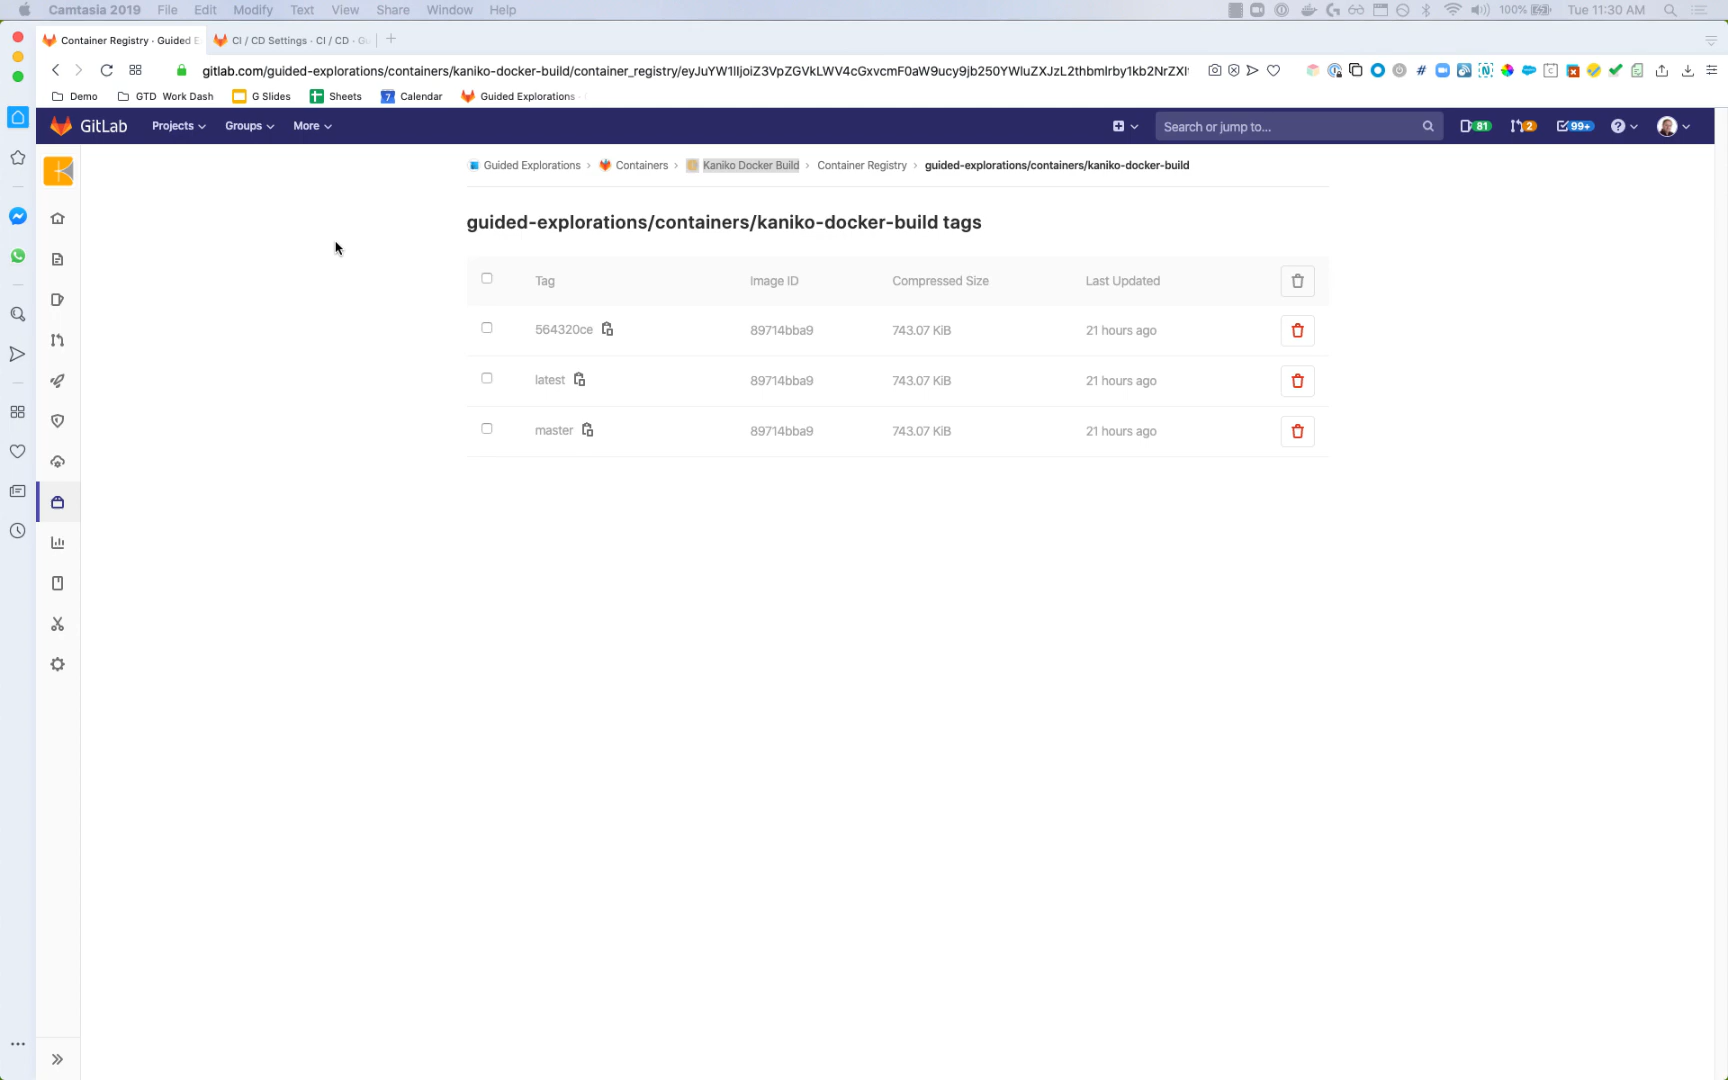 Camtasia 2019 File Edit Modify Text View Share Window Help 100% Tue 11:30 AM
Container Registry · Guided E CI / CD Settings · CI / CD · G
gitlab.com/guided-explorations/containers/kaniko-docker-build/container_registry/
Demo GTD Work Dash G Slides 7 Calendar Sheets Guided Explorations
GitLab Projects Groups More Search or jump to... 81 2 99+
Guided Explorations › Containers › Kaniko Docker Build › Container Registry › guided-explorations/containers/kaniko-docker-build
guided-explorations/containers/kaniko-docker-build tags
Tag Image ID Compressed Size Last Updated
564320ce 89714bba9 743.07 KiB 21 hours ago
latest 89714bba9 743.07 KiB 21 hours ago
master 89714bba9 743.07 KiB 21 hours ago